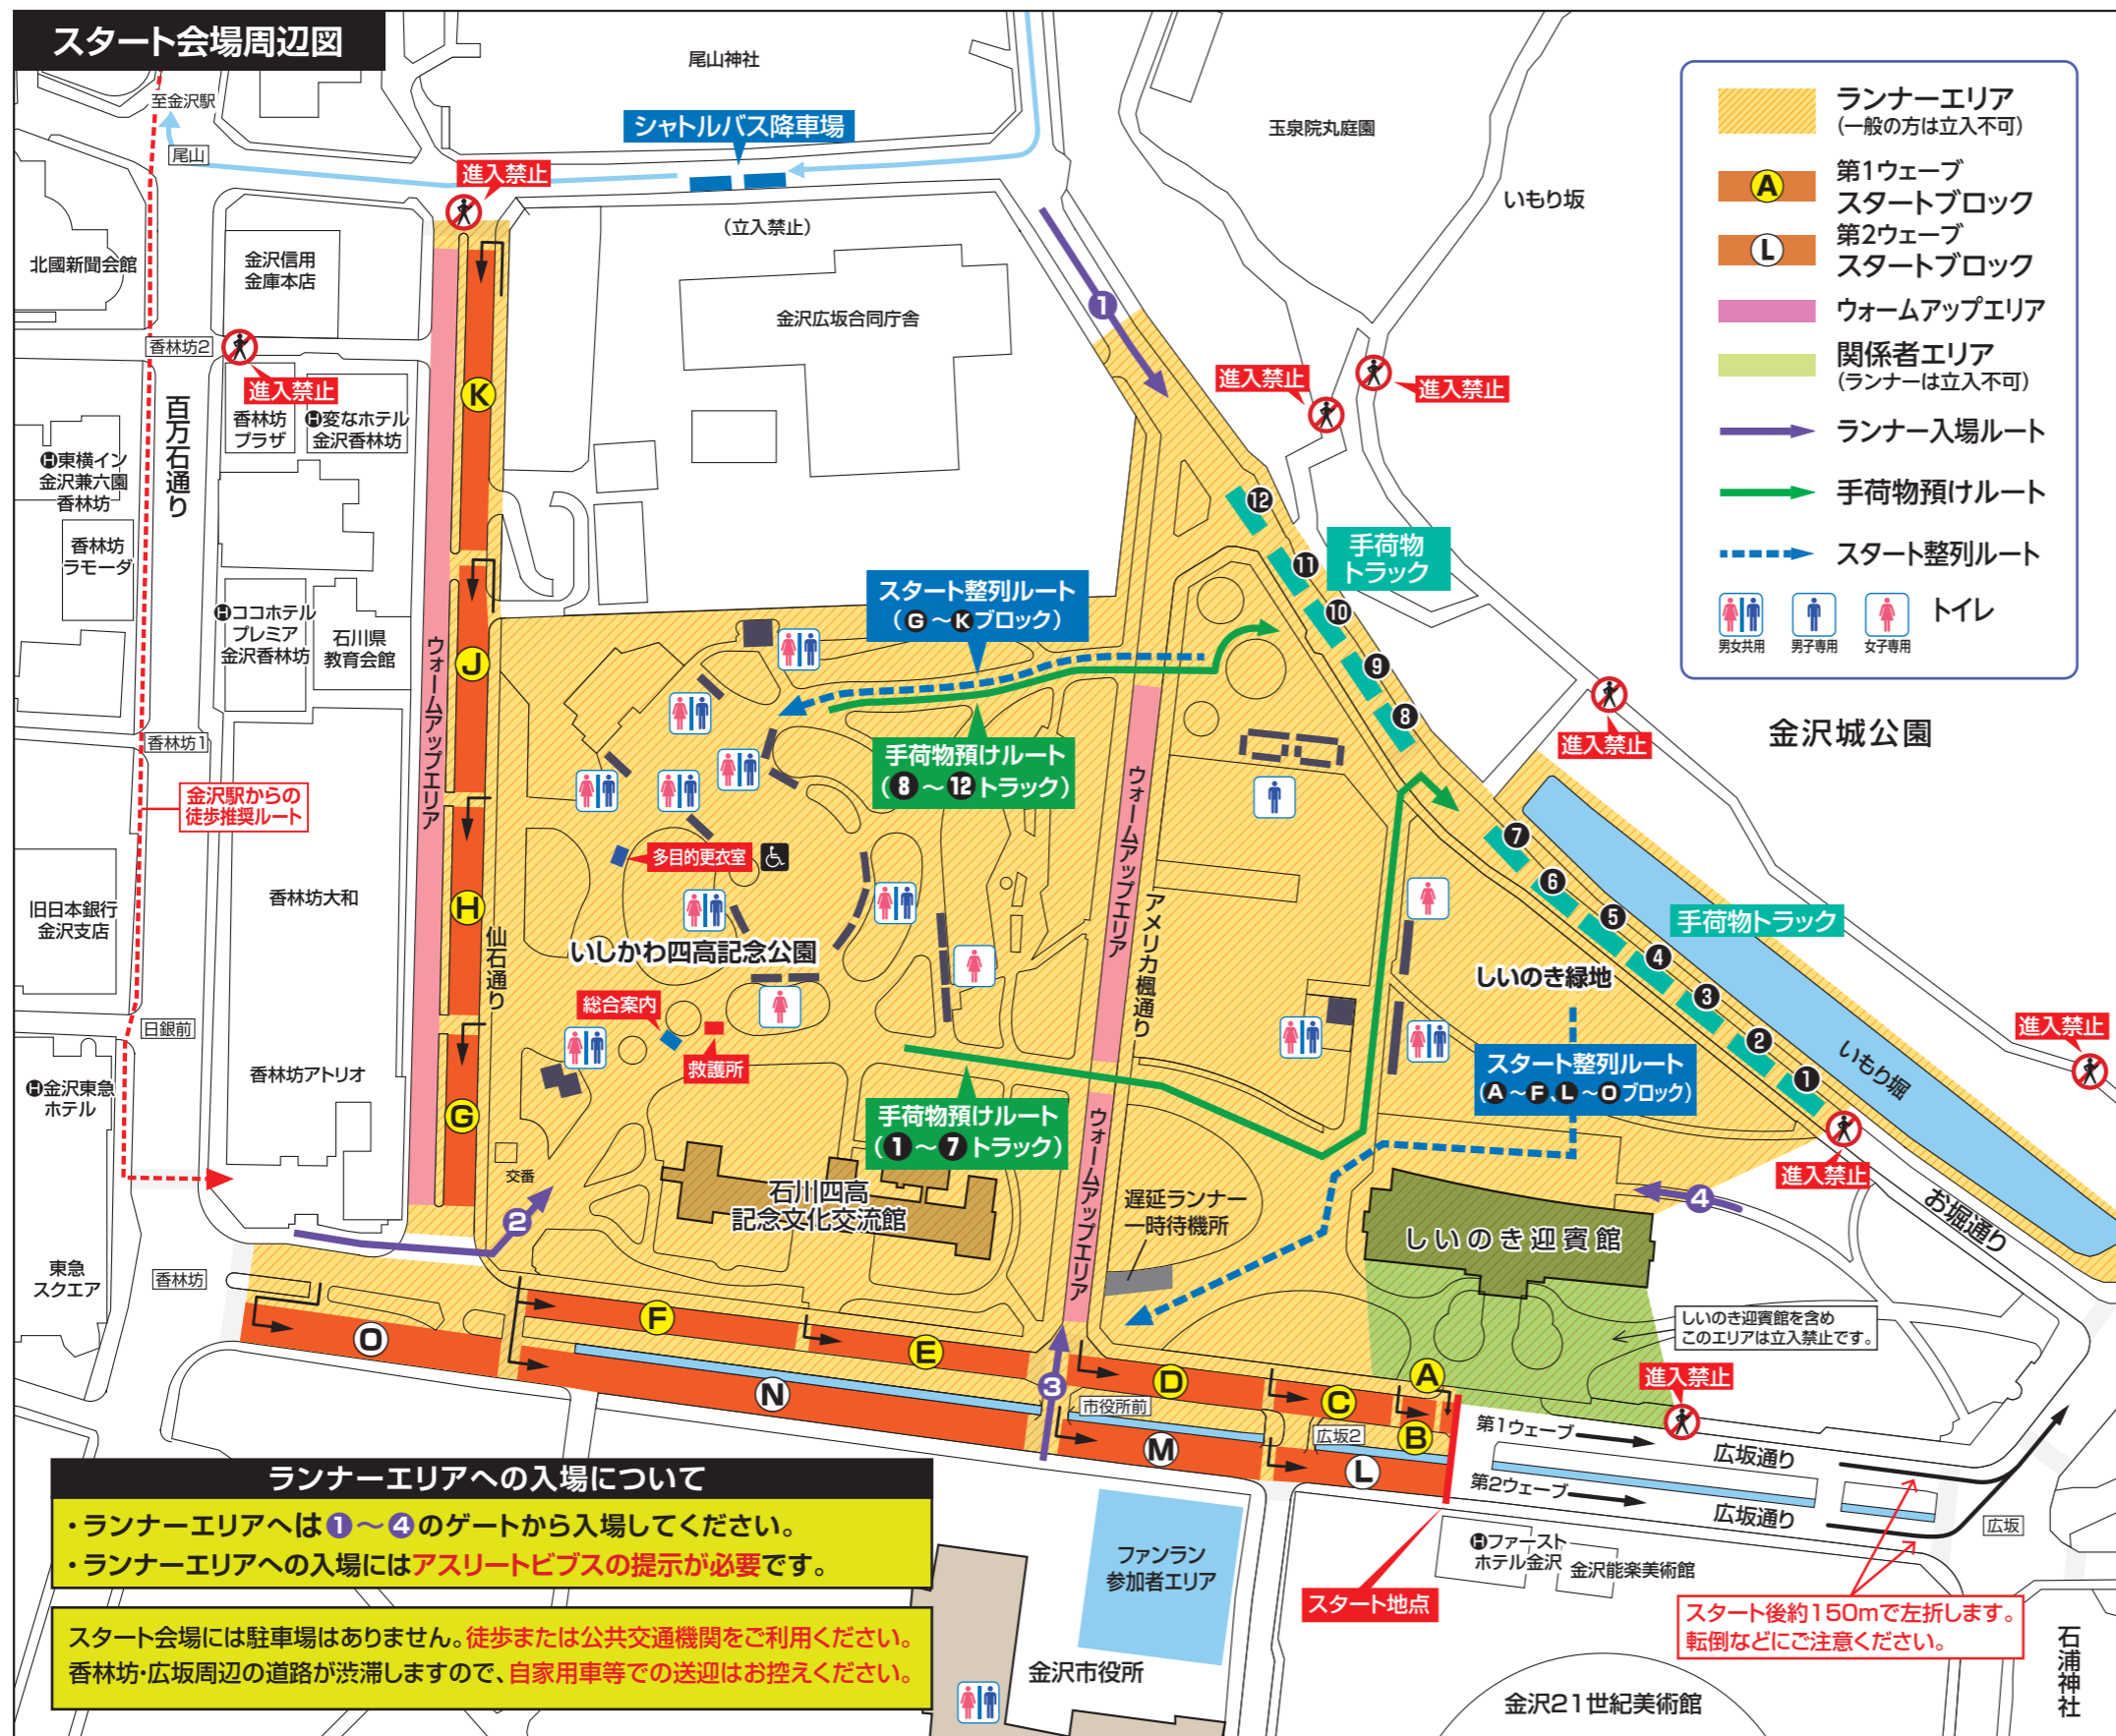 スタート会場周辺図
尾山神社
至金沢駅
尾山
シャトルバス降車場
進入禁止
(立入禁止)
玉泉院丸庭園
いもり坂
ランナーエリア
(一般の方は立入不可)
A
第1ウェーブ
スタートブロック
L
第2ウェーブ
スタートブロック
ウォームアップエリア
関係者エリア
(ランナーは立入不可)
ランナー入場ルート
手荷物預けルート
スタート整列ルート
トイレ
男女共用
男子専用
女子専用
北國新聞会館
金沢信用
金庫本店
金沢広坂合同庁舎
1
香林坊2
進入禁止
進入禁止
進入禁止
百万石通り
香林坊
プラザ
H変なホテル
金沢香林坊
K
H東横イン
金沢兼六園
香林坊
香林坊
ラモーダ
12
11
10
9
8
手荷物
トラック
スタート整列ルート
(G～Kブロック)
Hココホテル
プレミア
金沢香林坊
石川県
教育会館
ウォームアップエリア
J
進入禁止
金沢城公園
香林坊1
手荷物預けルート
(8～12トラック)
ウォームアップエリア
アメリカ楓通り
金沢駅からの
徒歩推奨ルート
多目的更衣室
7
6
5
4
3
2
1
手荷物トラック
旧日本銀行
金沢支店
香林坊大和
H
仙石通り
いしかわ四高記念公園
しいのき緑地
総合案内
救護所
日銀前
進入禁止
いもり堀
スタート整列ルート
(A～F、L～Oブロック)
H金沢東急
ホテル
香林坊アトリオ
G
手荷物預けルート
(1～7トラック)
ウォームアップエリア
交番
進入禁止
石川四高
記念文化交流館
遅延ランナー
一時待機所
4
2
お堀通り
しいのき迎賓館
東急
スクエア
香林坊
しいのき迎賓館を含め
このエリアは立入禁止です。
O
F
E
N
3
D
C
A
B
M
L
市役所前
広坂2
進入禁止
第1ウェーブ
広坂通り
第2ウェーブ
広坂通り
広坂
ランナーエリアへの入場について
・ランナーエリアへは1～4のゲートから入場してください。
・ランナーエリアへの入場にはアスリートビブスの提示が必要です。
ファンラン
参加者エリア
Hファースト
ホテル金沢
金沢能楽美術館
スタート地点
スタート後約150mで左折します。
転倒などにご注意ください。
スタート会場には駐車場はありません。徒歩または公共交通機関をご利用ください。
香林坊・広坂周辺の道路が渋滞しますので、自家用車等での送迎はお控えください。
金沢市役所
金沢21世紀美術館
石浦神社